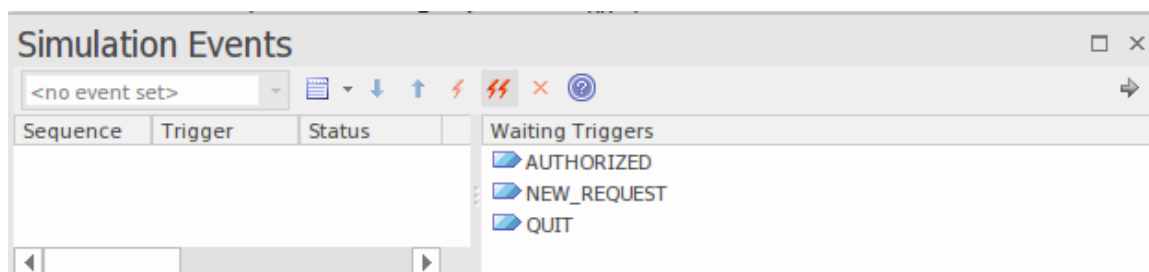 Simulation Events
<no event set>
Sequence Trigger Status
Waiting Triggers
AUTHORIZED
NEW_REQUEST
QUIT